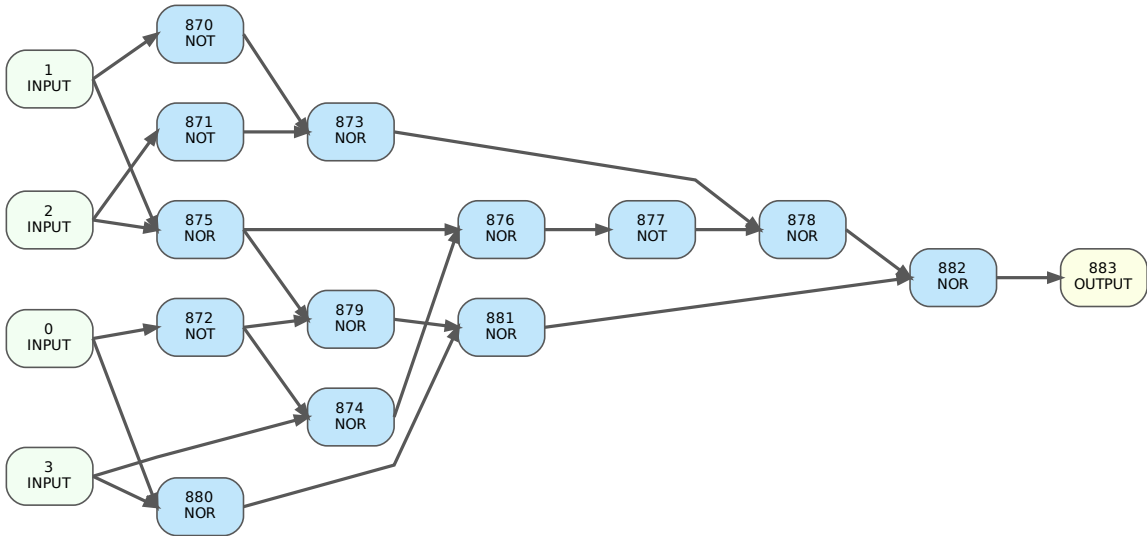 870
NOT
1
INPUT
871
NOT
873
NOR
2
INPUT
875
NOR
876
NOR
877
NOT
878
NOR
882
NOR
883
OUTPUT
0
INPUT
872
NOT
879
NOR
881
NOR
874
NOR
3
INPUT
880
NOR